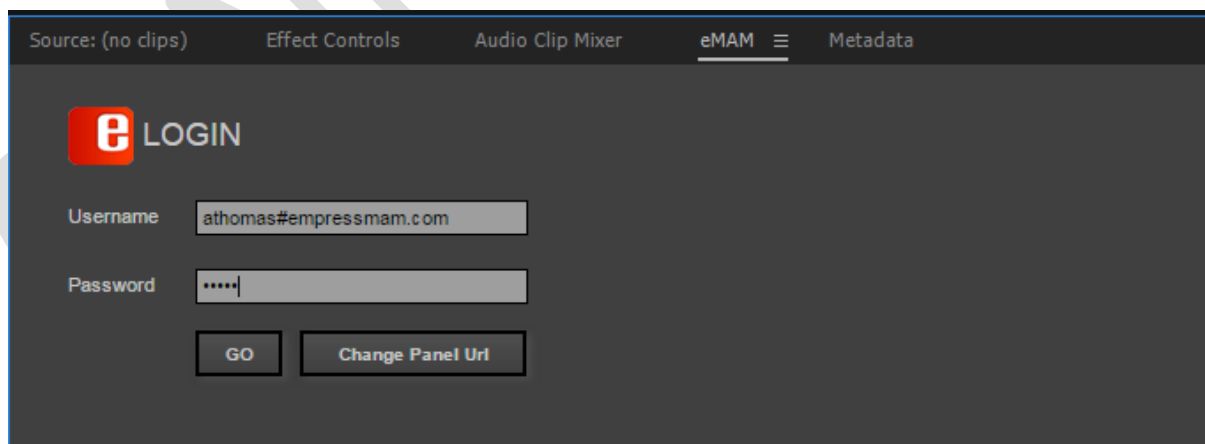 Source: (no clips) Effect Controls Audio Clip Mixer eMAM Metadata
e LOGIN
Username athomas#empressmam.com
Password •••••
GO Change Panel Url